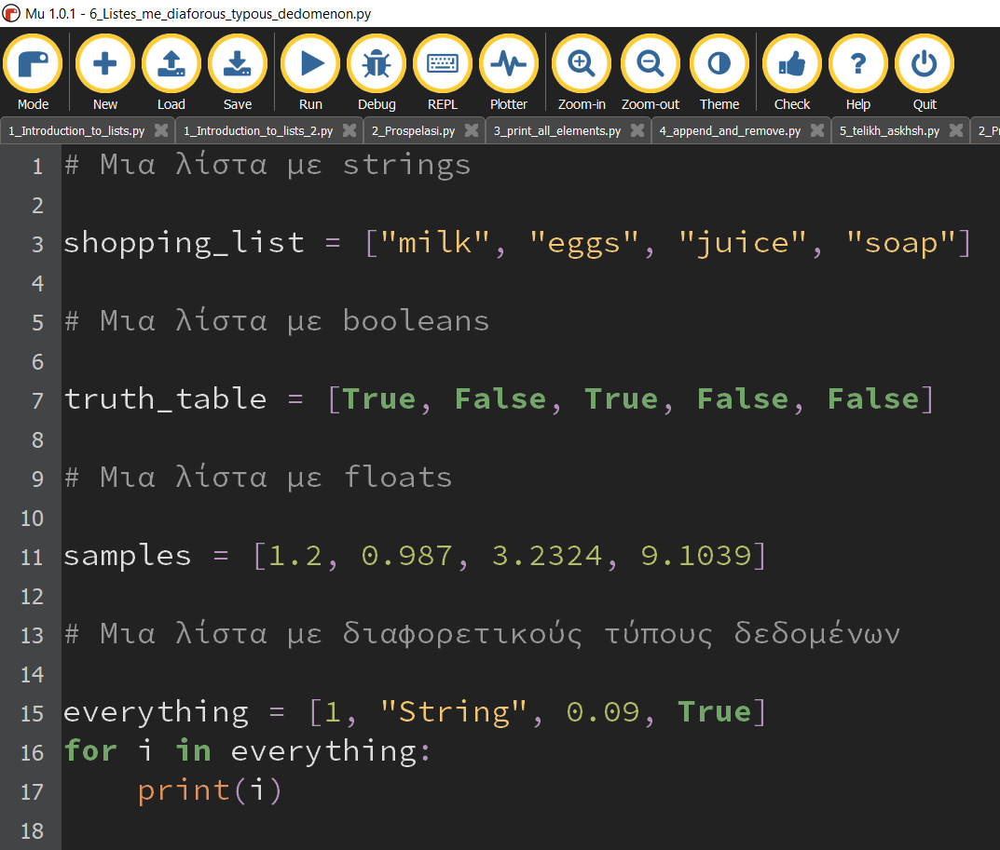 Mu 1.0.1 - 6_Listes_me_diaforous_typous_dedomenon.py
Mode New Load Save Run Debug REPL Plotter Zoom-in Zoom-out Theme Check Help Quit
1_Introduction_to_lists.py 1_Introduction_to_lists_2.py 2_Prospelasi.py 3_print_all_elements.py 4_append_and_remove.py 5_telikh_askhsh.py
1 # Μια λίστα με strings
2
3 shopping_list = ["milk", "eggs", "juice", "soap"]
4
5 # Μια λίστα με booleans
6
7 truth_table = [True, False, True, False, False]
8
9 # Μια λίστα με floats
10
11 samples = [1.2, 0.987, 3.2324, 9.1039]
12
13 # Μια λίστα με διαφορετικούς τύπους δεδομένων
14
15 everything = [1, "String", 0.09, True]
16 for i in everything:
17     print(i)
18